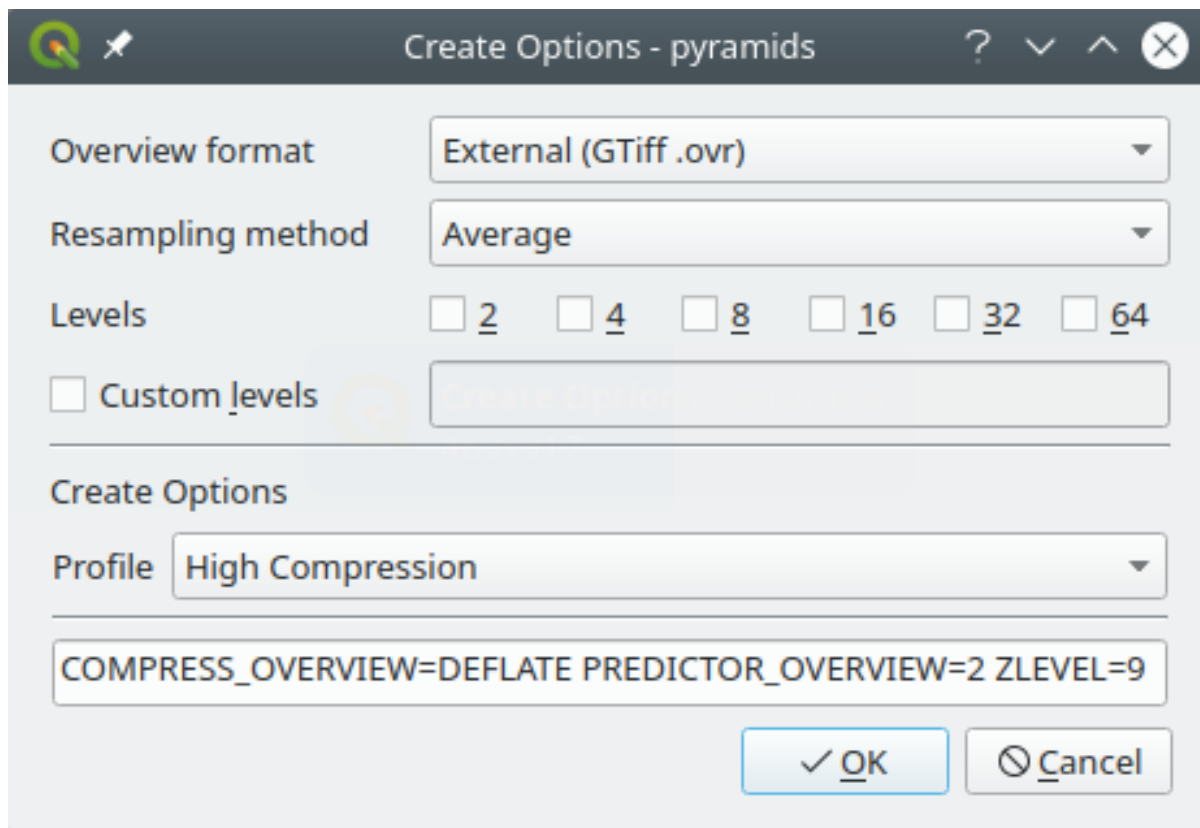 Create Options - pyramids
Overview format External (GTiff .ovr)
Resampling method Average
Levels 2 4 8 16 32 64
Custom levels
Create Options
Profile High Compression
COMPRESS_OVERVIEW=DEFLATE PREDICTOR_OVERVIEW=2 ZLEVEL=9
OK Cancel